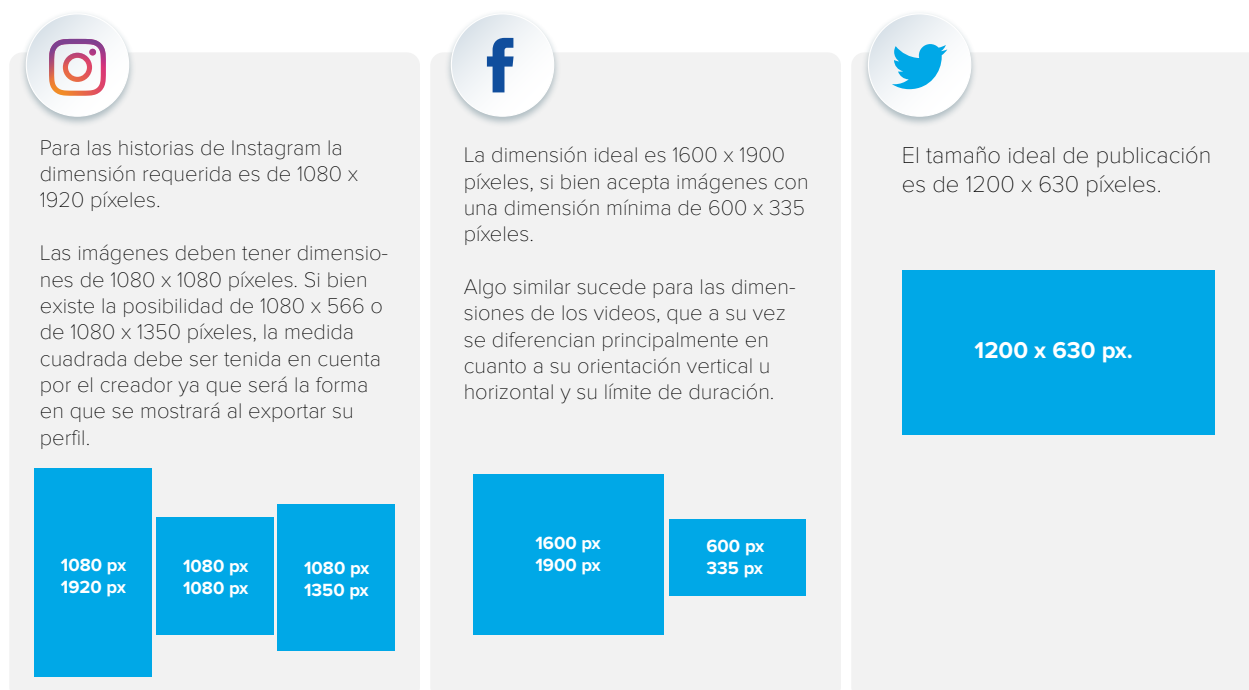 Para las historias de Instagram la
dimensión requerida es de 1080 x
1920 píxeles.
Las imágenes deben tener dimensio-
nes de 1080 x 1080 píxeles. Si bien
existe la posibilidad de 1080 x 566 o
de 1080 x 1350 píxeles, la medida
cuadrada debe ser tenida en cuenta
por el creador ya que será la forma
en que se mostrará al exportar su
perfil.
1080 px
1920 px
1080 px
1080 px
1080 px
1350 px
La dimensión ideal es 1600 x 1900
píxeles, si bien acepta imágenes con
una dimensión mínima de 600 x 335
píxeles.
Algo similar sucede para las dimen-
siones de los videos, que a su vez
se diferencian principalmente en
cuanto a su orientación vertical u
horizontal y su límite de duración.
1600 px
1900 px
600 px
335 px
El tamaño ideal de publicación
es de 1200 x 630 píxeles.
1200 x 630 px.